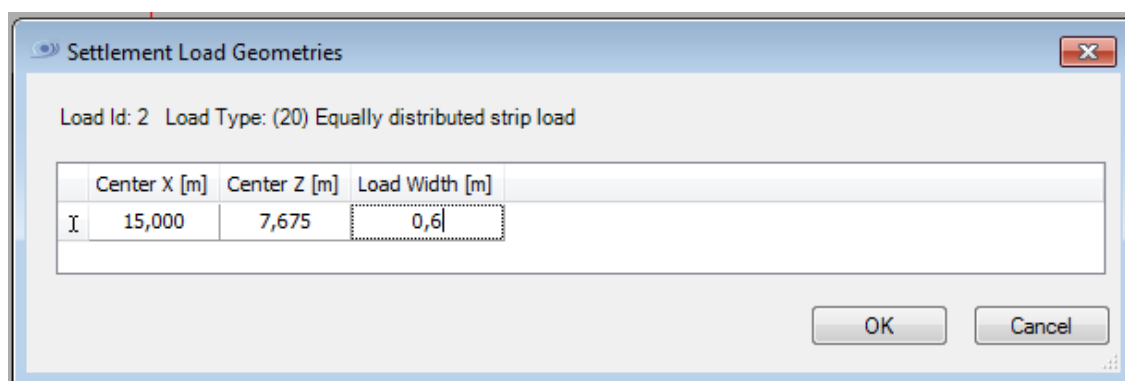 Settlement Load Geometries
Load Id: 2 Load Type: (20) Equally distributed strip load
Center X [m] Center Z [m] Load Width [m]
15,000 7,675 0,6
OK Cancel